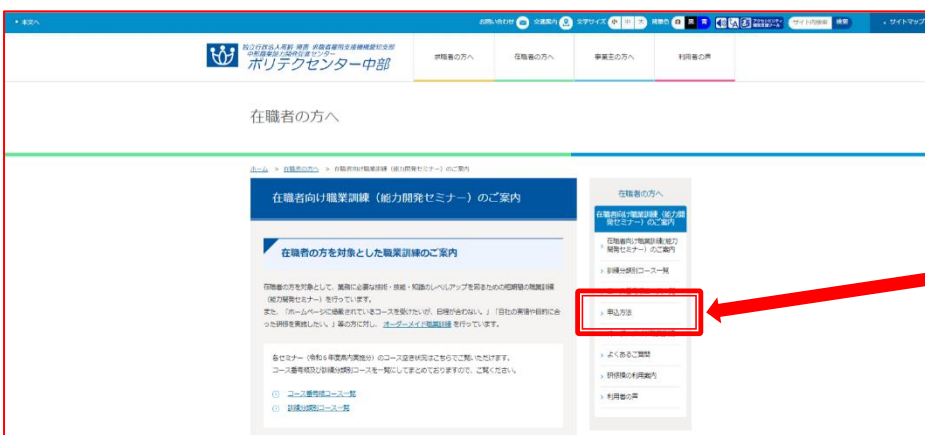 本文へ
お問い合わせ 交通案内 文字サイズ 小 中 大 背景色 白 黒 青 サイト内検索 検索 サイトマップ
独立行政法人高齢・障害・求職者雇用支援機構愛知支部
中部職業能力開発促進センター
ポリテクセンター中部
求職者の方へ 在職者の方へ 事業主の方へ 利用者の声
在職者の方へ
ホーム > 在職者の方へ > 在職者向け職業訓練（能力開発セミナー）のご案内
在職者向け職業訓練（能力開発セミナー）のご案内
在職者の方を対象とした職業訓練のご案内
在職者の方を対象として、業務に必要な技術・技能・知識のレベルアップを図るための短期間の職業訓練
（能力開発セミナー）を行っています。
また、「ホームページに掲載されているコースを受けたいが、日程が合わない。」「自社の実情や目的に合
った研修を実施したい。」等の方に対し、オーダーメイド職業訓練 を行っています。
各セミナー（令和６年度案内実施分）のコース空き状況はこちらでご覧いただけます。
コース番号順及び訓練分類別コースを一覧にしてまとめておりますので、ご覧ください。
コース番号順コース一覧
訓練分類別コース一覧
在職者の方へ
在職者向け職業訓練（能力開
発セミナー）のご案内
在職者向け職業訓練(能力
開発セミナー）のご案内
訓練分類別コース一覧
申込方法
よくあるご質問
研修棟の利用案内
利用者の声